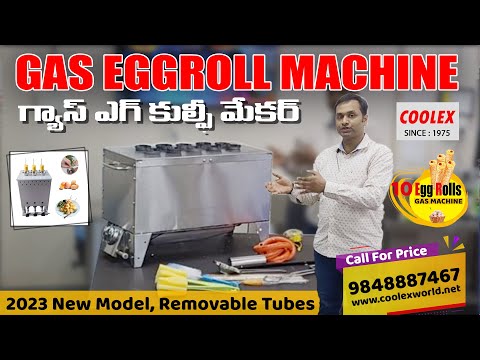 GAS EGGROLL MACHINE
గ్యాస్ ఎగ్ కుల్ఫీ మేకర్
COOLEX
SINCE : 1975
10 Egg Rolls
GAS MACHINE
Call For Price
9848887467
www.coolexworld.net
2023 New Model, Removable Tubes